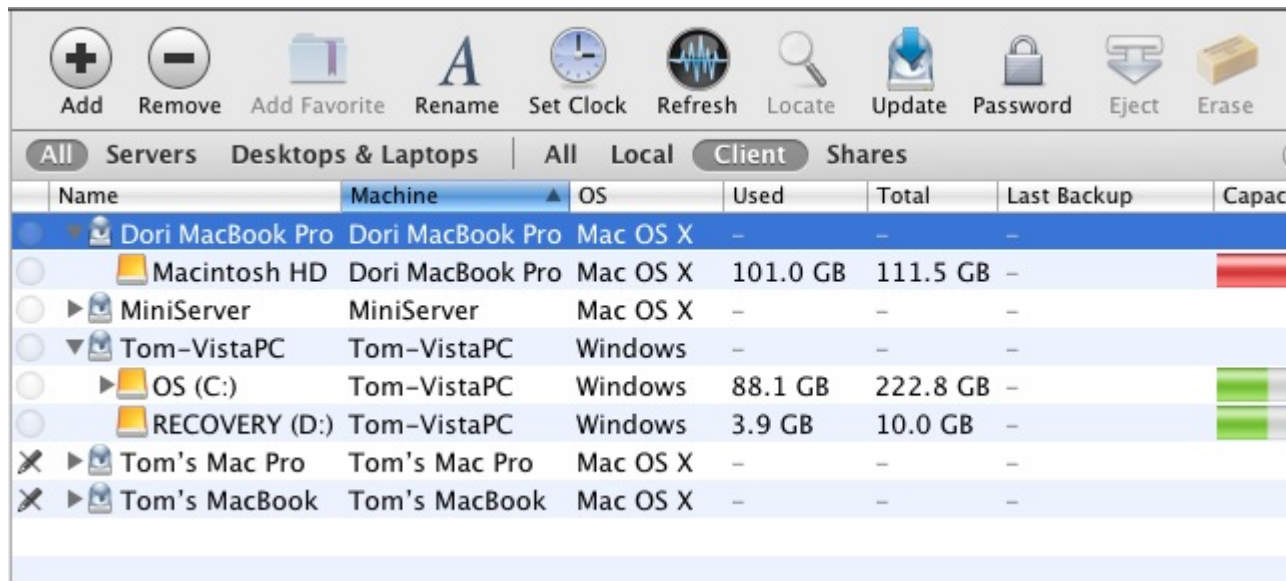 Add Remove Add Favorite Rename Set Clock Refresh Locate Update Password Eject Erase
All Servers Desktops & Laptops All Local Client Shares
Name Machine OS Used Total Last Backup Capac
Dori MacBook Pro Dori MacBook Pro Mac OS X – – –
Macintosh HD Dori MacBook Pro Mac OS X 101.0 GB 111.5 GB –
MiniServer MiniServer Mac OS X – – –
Tom-VistaPC Tom-VistaPC Windows – – –
OS (C:) Tom-VistaPC Windows 88.1 GB 222.8 GB –
RECOVERY (D:) Tom-VistaPC Windows 3.9 GB 10.0 GB –
Tom's Mac Pro Tom's Mac Pro Mac OS X – – –
Tom's MacBook Tom's MacBook Mac OS X – – –